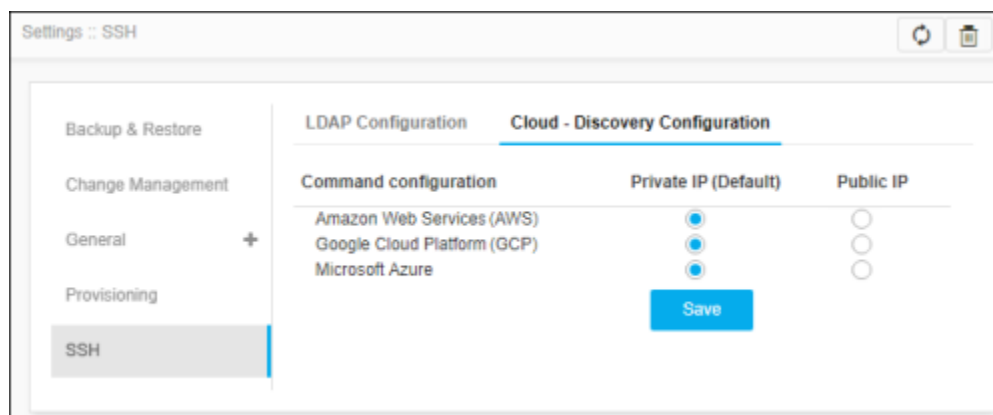 Settings :: SSH
Backup & Restore
Change Management
General +
Provisioning
SSH
LDAP Configuration Cloud - Discovery Configuration
Command configuration Private IP (Default) Public IP
Amazon Web Services (AWS)
Google Cloud Platform (GCP)
Microsoft Azure
Save